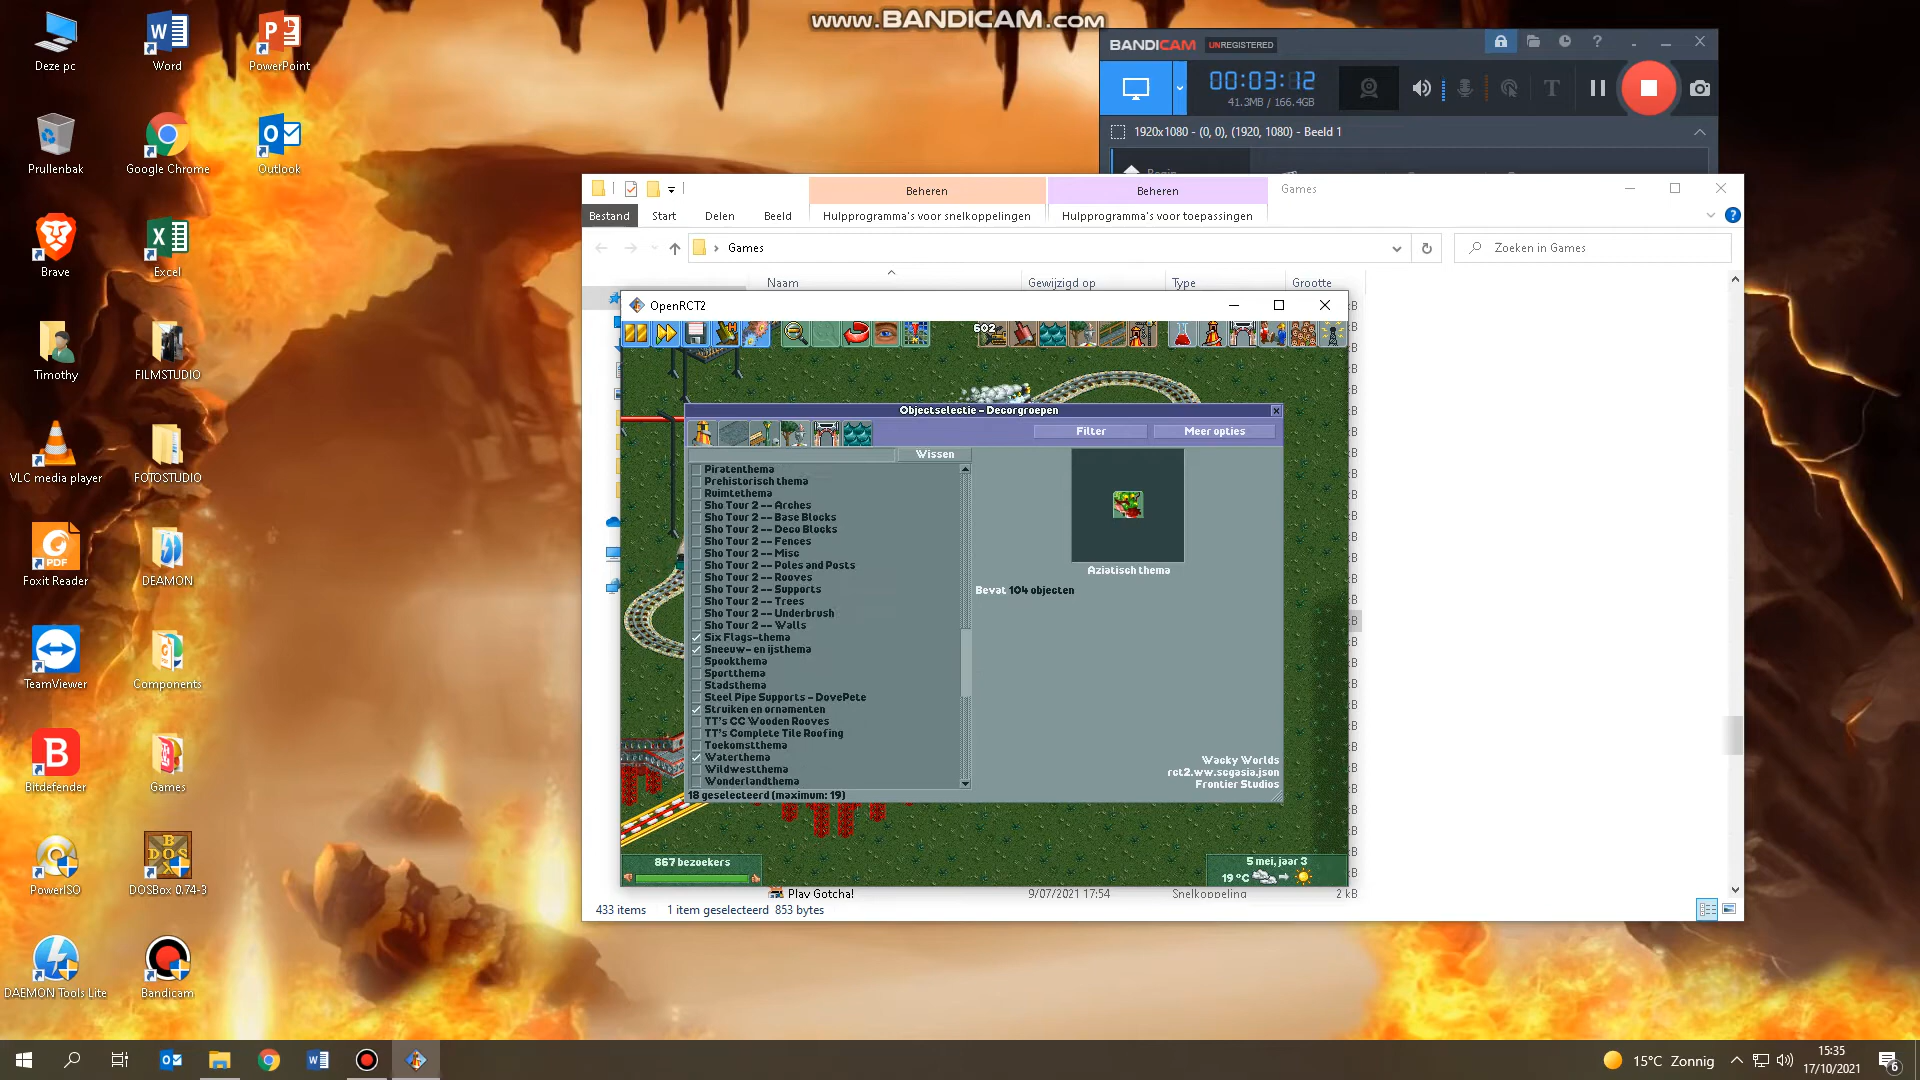 www.BANDICAM.com
Deze pc
Word
PowerPoint
Prullenbak
Google Chrome
Outlook
Brave
Excel
Timothy
FILMSTUDIO
VLC media player
FOTOSTUDIO
Foxit Reader
DEAMON
TeamViewer
Components
Bitdefender
Games
PowerISO
DOSBox 0.74-3
DAEMON Tools Lite
Bandicam
BANDICAM UNREGISTERED
00:03:12
41.3MB / 166.4GB
1920x1080 - (0, 0), (1920, 1080) - Beeld 1
Beheren
Beheren
Games
Bestand
Start
Delen
Beeld
Hulpprogramma's voor snelkoppelingen
Hulpprogramma's voor toepassingen
Games
Zoeken in Games
Naam
Gewijzigd op
Type
Grootte
OpenRCT2
602
Objectselectie - Decorgroepen
Filter
Meer opties
Wissen
Piratenthema
Prehistorisch thema
Ruimtethema
Sho Tour 2 -- Arches
Sho Tour 2 -- Base Blocks
Sho Tour 2 -- Deco Blocks
Sho Tour 2 -- Fences
Sho Tour 2 -- Misc
Sho Tour 2 -- Poles and Posts
Sho Tour 2 -- Rooves
Sho Tour 2 -- Supports
Sho Tour 2 -- Trees
Sho Tour 2 -- Underbrush
Sho Tour 2 -- Walls
Six Flags-thema
Sneeuw- en ijsthema
Spookthema
Sportthema
Stadsthema
Steel Pipe Supports - DovePete
Struiken en ornamenten
TT's CC Wooden Rooves
TT's Complete Tile Roofing
Toekomstthema
Waterthema
Wildwestthema
Wonderlandthema
18 geselecteerd (maximum: 19)
Aziatisch thema
Bevat 104 objecten
Wacky Worlds
rct2.ww.scgasia.json
Frontier Studios
867 bezoekers
5 mei, jaar 3
19 °C
Play Gotcha!
9/07/2021 17:54
Snelkoppeling
2 kB
433 items
1 item geselecteerd 853 bytes
15°C Zonnig
15:35
17/10/2021
6